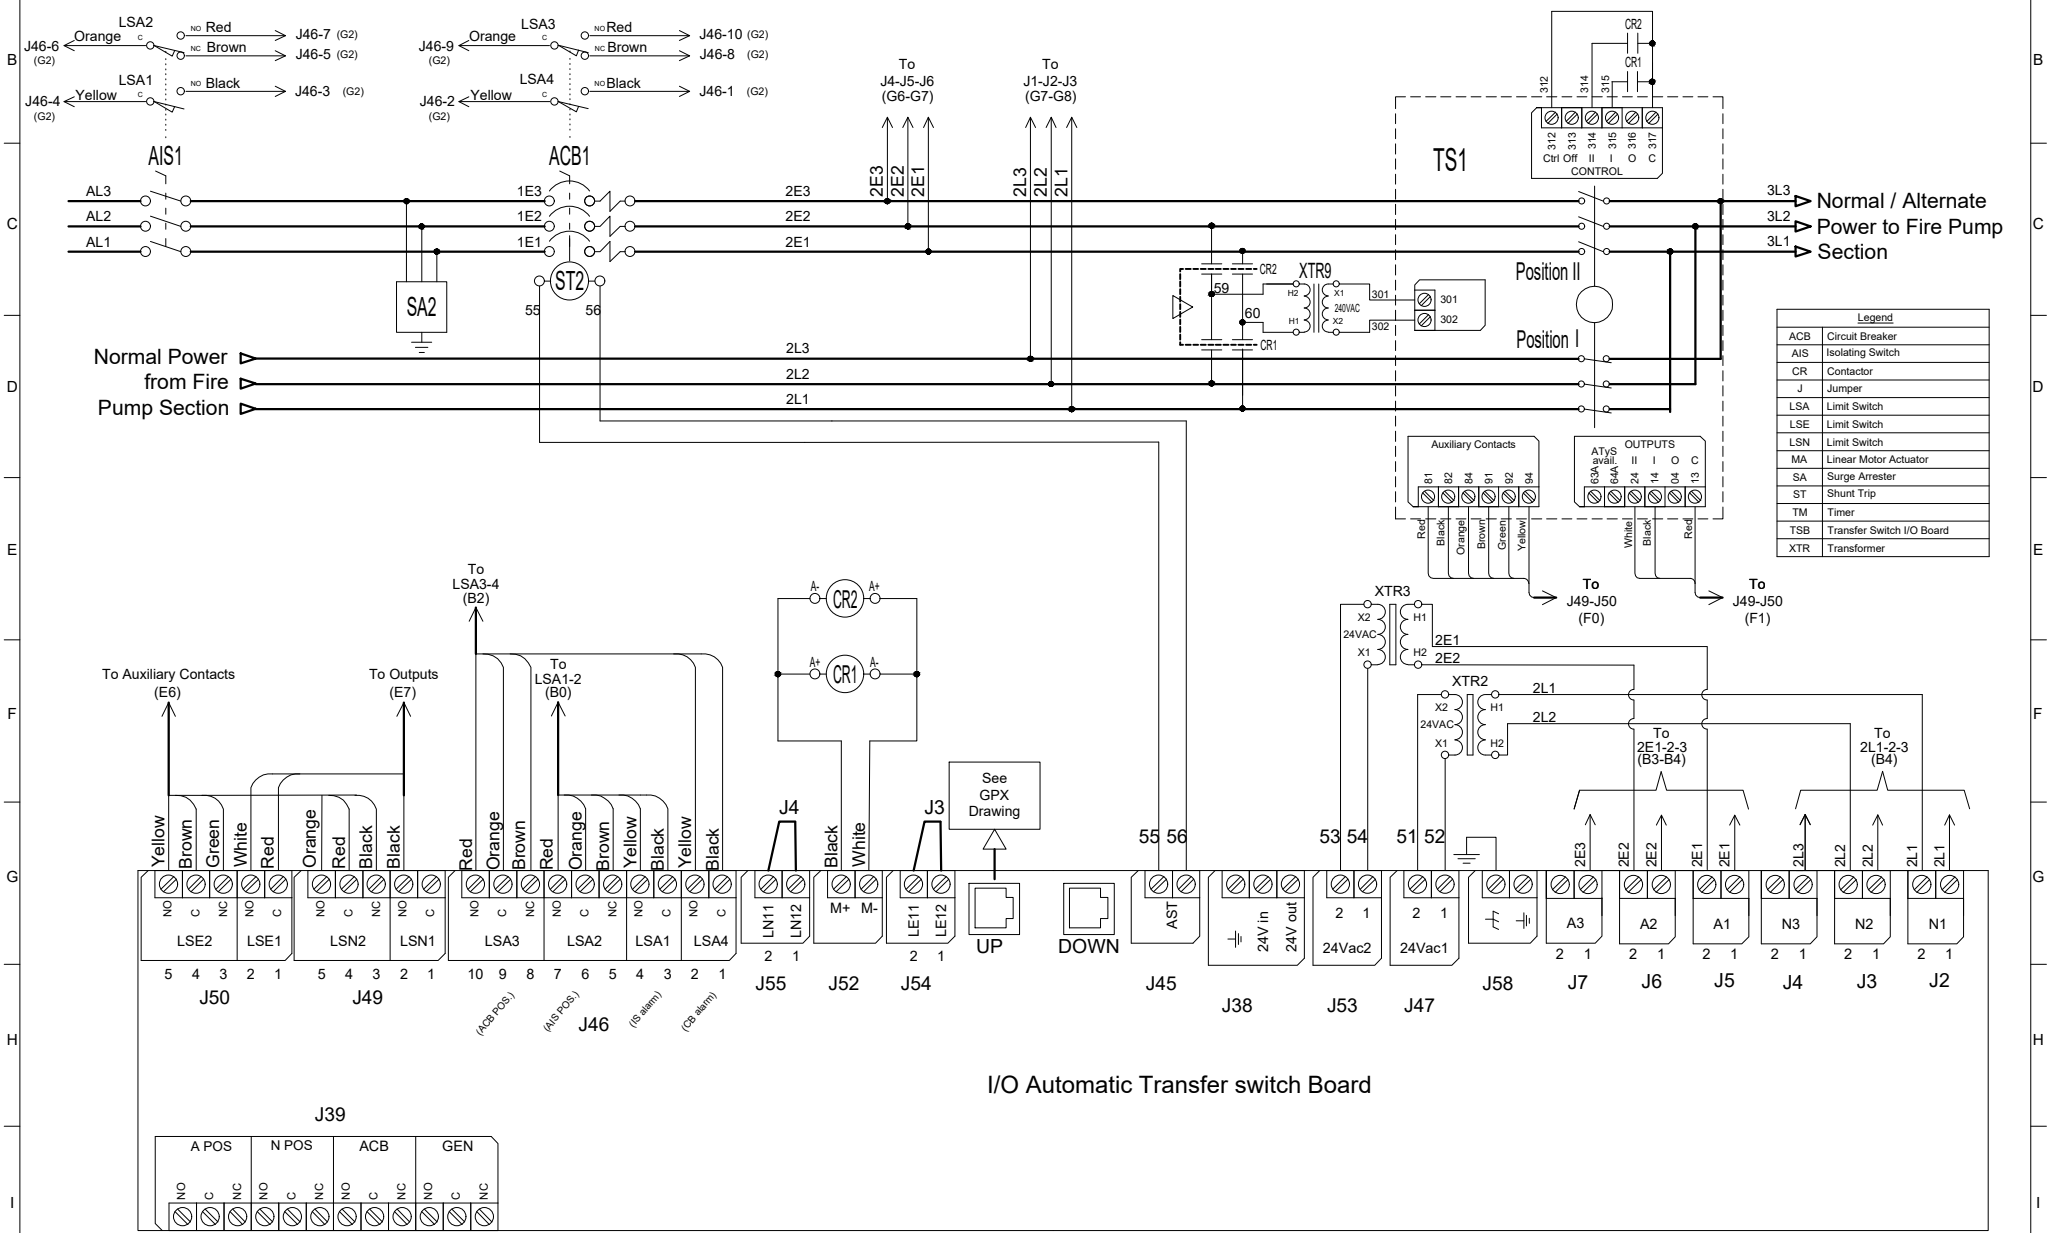 B
LSA2
Orange
C
NO
Red
J46-7 (G2)
J46-6
(G2)
NC
Brown
J46-5 (G2)
LSA1
Yellow
C
NO
Black
J46-3 (G2)
J46-4
(G2)
LSA3
Orange
C
NO
Red
J46-10 (G2)
J46-9
(G2)
NC
Brown
J46-8 (G2)
LSA4
Yellow
C
NO
Black
J46-1 (G2)
J46-2
(G2)
To
J4-J5-J6
(G6-G7)
To
J1-J2-J3
(G7-G8)
CR2
CR1
312
314
315
B
312
313
314
315
316
317
Ctrl
Off
II
I
O
C
CONTROL
TS1
AIS1
ACB1
2E3
2E2
2E1
2L3
2L2
2L1
C
AL3
AL2
AL1
1E3
1E2
1E1
2E3
2E2
2E1
3L3
3L2
3L1
Normal / Alternate
Power to Fire Pump
Section
C
SA2
ST2
55
56
59
60
CR2
CR1
XTR9
H2
H1
X1
240VAC
X2
301
302
301
302
Position II
Position I
D
Normal Power
from Fire
Pump Section
2L3
2L2
2L1
D
Legend
ACB Circuit Breaker
AIS Isolating Switch
CR Contactor
J Jumper
LSA Limit Switch
LSE Limit Switch
LSN Limit Switch
MA Linear Motor Actuator
SA Surge Arrester
ST Shunt Trip
TM Timer
TSB Transfer Switch I/O Board
XTR Transformer
Auxiliary Contacts
81
82
84
91
92
94
Red
Black
Orange
Brown
Green
Yellow
OUTPUTS
ATyS
avail.
II
I
O
C
63A
64A
24
14
04
13
White
Black
Red
E
E
To
J49-J50
(F0)
To
J49-J50
(F1)
To
LSA3-4
(B2)
A-
CR2
A+
A+
CR1
A-
XTR3
X2
24VAC
X1
H1
H2
2E1
2E2
XTR2
X2
24VAC
X1
H1
H2
2L1
2L2
F
To Auxiliary Contacts
(E6)
To Outputs
(E7)
To
LSA1-2
(B0)
To
2E1-2-3
(B3-B4)
To
2L1-2-3
(B4)
F
See
GPX
Drawing
J4
J3
G
Yellow
Brown
Green
White
Red
Orange
Red
Black
Black
Red
Orange
Brown
Red
Orange
Brown
Yellow
Black
Yellow
Black
Black
White
55
56
53
54
51
52
2E3
2E2
2E2
2E1
2E1
2L3
2L2
2L2
2L1
2L1
G
NO
C
NC
NO
C
NO
C
NC
NO
C
NO
C
NC
NO
C
NC
NO
C
NO
C
LN11
LN12
M+
M-
LE11
LE12
AST
24V in
24V out
2 1
2 1
LSE2
LSE1
LSN2
LSN1
LSA3
LSA2
LSA1
LSA4
UP
DOWN
24Vac2
24Vac1
A3
A2
A1
N3
N2
N1
5 4 3 2 1
5 4 3 2 1
10 9 8 7 6 5 4 3 2 1
2 1
2 1
2 1
2 1
2 1
2 1
2 1
2 1
J50
J49
(ACB POS.)
(AIS POS.)
J46
(IS alarm)
(CB alarm)
J55
J52
J54
J45
J38
J53
J47
J58
J7
J6
J5
J4
J3
J2
H
H
I/O Automatic Transfer switch Board
J39
A POS
N POS
ACB
GEN
NO
C
NC
NO
C
NC
NO
C
NC
NO
C
NC
I
I